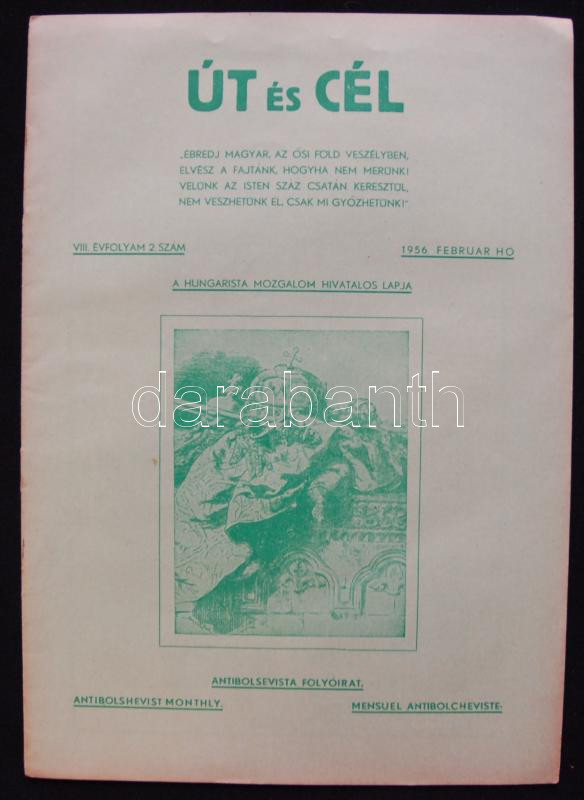 ÚT ÉS CÉL
„ÉBREDJ MAGYAR, AZ ŐSI FÖLD VESZÉLYBEN,
ELVÉSZ A FAJTÁNK, HOGYHA NEM MERÜNK!
VELÜNK AZ ISTEN SZÁZ CSATÁN KERESZTÜL,
NEM VESZHETÜNK EL, CSAK MI GYŐZHETÜNK!"
VIII. ÉVFOLYAM 2. SZÁM
1956. FEBRUÁR HÓ
A HUNGARISTA MOZGALOM HIVATALOS LAPJA
darabanth
ANTIBOLSEVISTA FOLYÓIRAT.
ANTIBOLSHEVIST MONTHLY.
MENSUEL ANTIBOLCHEVISTE.